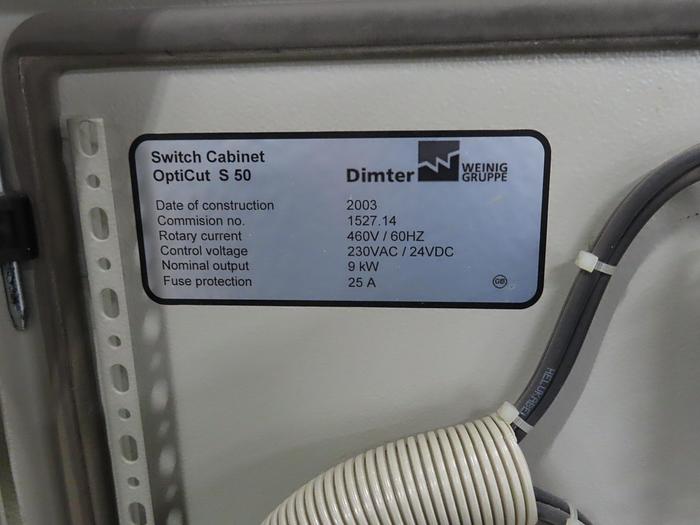 Switch Cabinet
OptiCut S 50
Dimter WEINIG
GRUPPE
Date of construction 2003
Commision no. 1527.14
Rotary current 460V / 60HZ
Control voltage 230VAC / 24VDC
Nominal output 9 kW
Fuse protection 25 A
GB
HELUKABEL